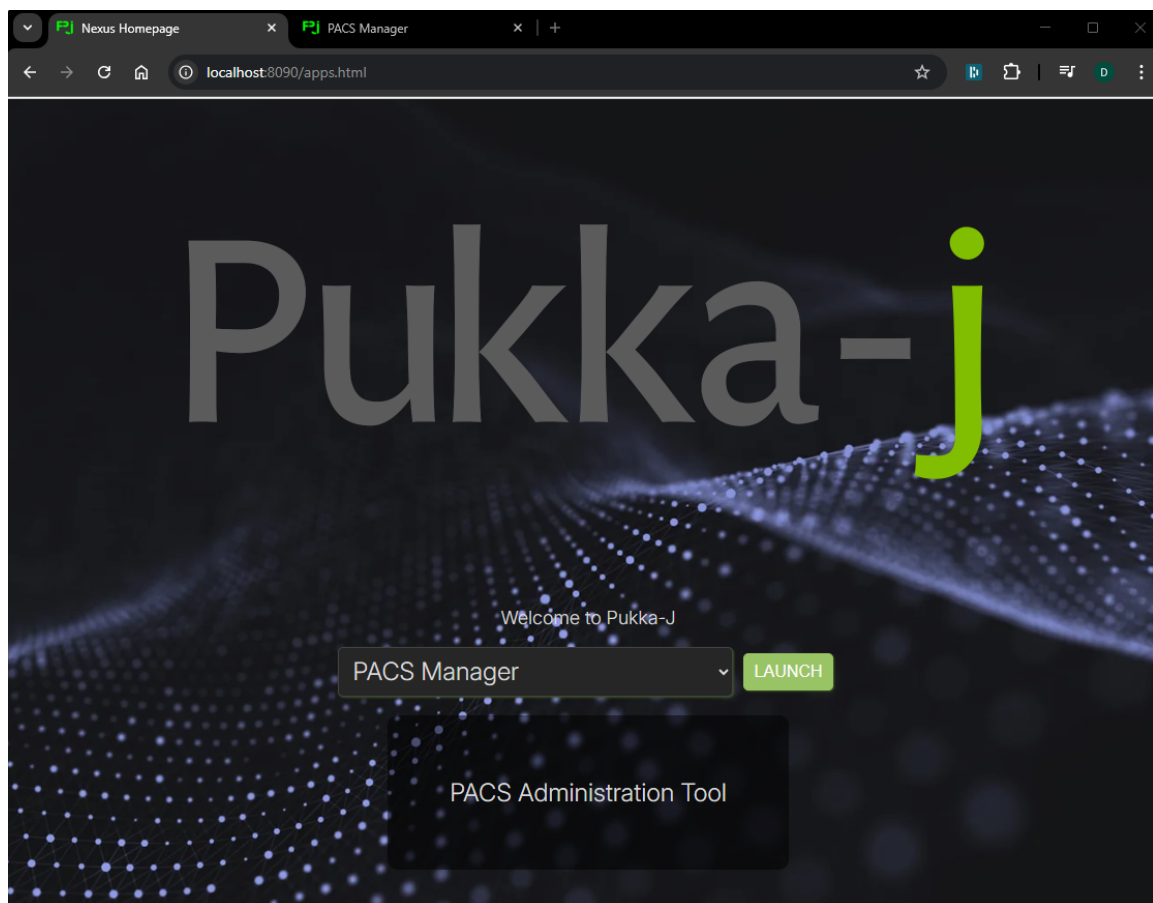 Nexus Homepage
PACS Manager
localhost:8090/apps.html
D
Pukka-j
Welcome to Pukka-J
PACS Manager
LAUNCH
PACS Administration Tool